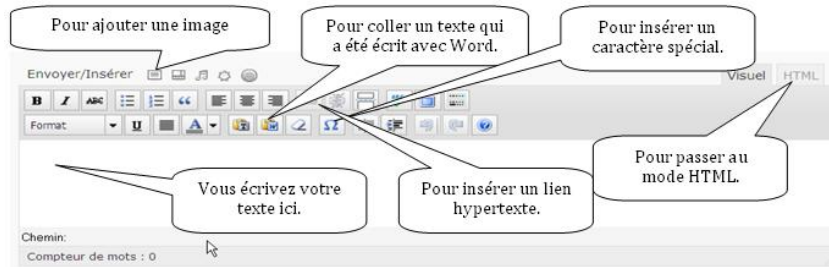 Pour ajouter une image
Pour coller un texte qui
a été écrit avec Word.
Pour insérer un
caractère spécial.
Envoyer/Insérer
Visuel HTML
B I ABC
Format U A Ω
Pour passer au
mode HTML.
Vous écrivez votre
texte ici.
Pour insérer un lien
hypertexte.
Chemin:
Compteur de mots : 0